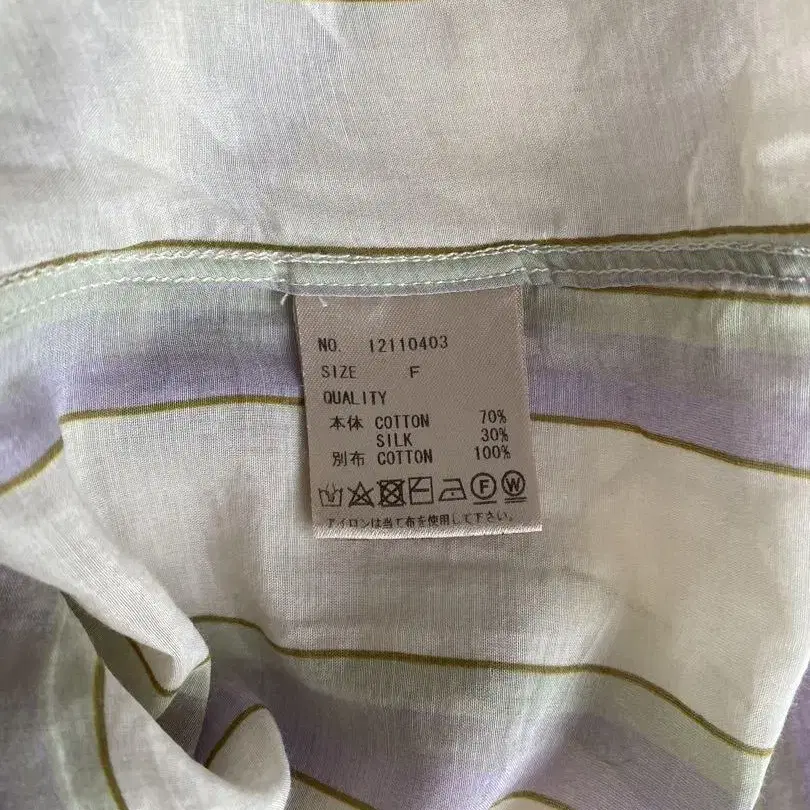 NO. 12110403
SIZE F
QUALITY
本体 COTTON 70%
SILK 30%
別布 COTTON 100%
F W
アイロンは当て布を使用して下さい。